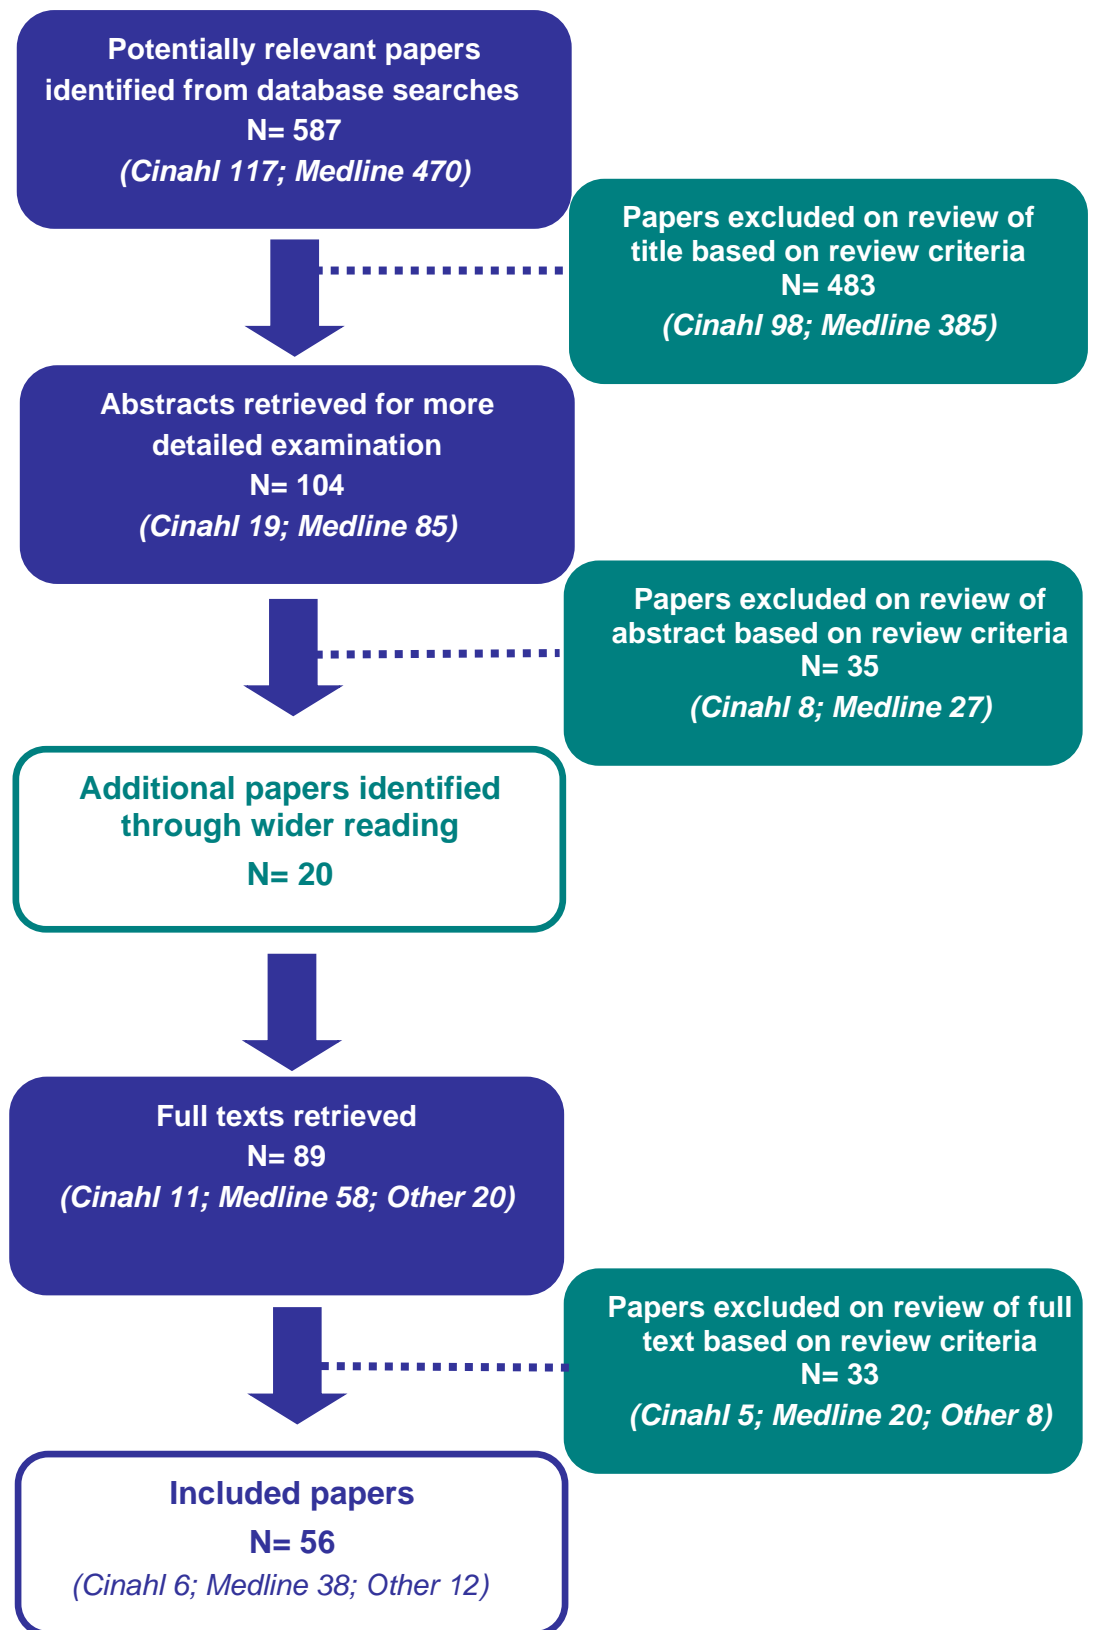 Potentially relevant papers
identified from database searches
N= 587
(Cinahl 117; Medline 470)
Papers excluded on review of
title based on review criteria
N= 483
(Cinahl 98; Medline 385)
Abstracts retrieved for more
detailed examination
N= 104
(Cinahl 19; Medline 85)
Papers excluded on review of
abstract based on review criteria
N= 35
(Cinahl 8; Medline 27)
Additional papers identified
through wider reading
N= 20
Full texts retrieved
N= 89
(Cinahl 11; Medline 58; Other 20)
Papers excluded on review of full
text based on review criteria
N= 33
(Cinahl 5; Medline 20; Other 8)
Included papers
N= 56
(Cinahl 6; Medline 38; Other 12)